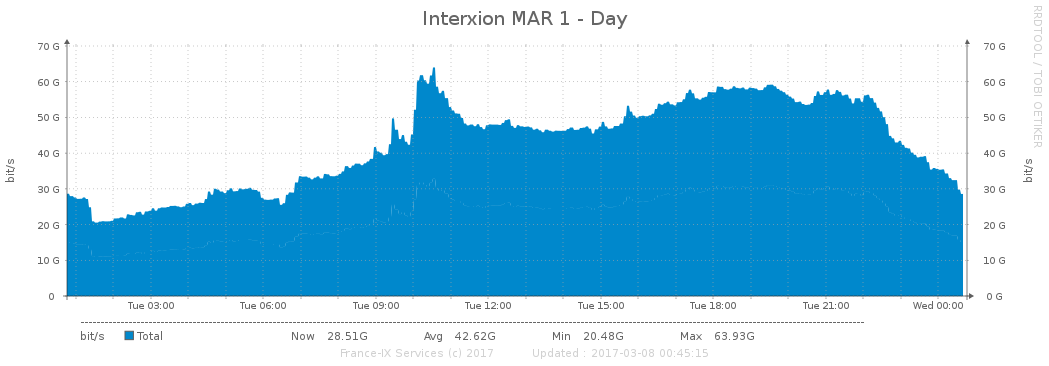 Interxion MAR 1 - Day
RRDTOOL / TOBI OETIKER
70 G 70 G
60 G 60 G
50 G 50 G
40 G 40 G
30 G 30 G
20 G 20 G
10 G 10 G
0 0 G
bit/s
bit/s
Tue 03:00 Tue 06:00 Tue 09:00 Tue 12:00 Tue 15:00 Tue 18:00 Tue 21:00 Wed 00:00
bit/s Total Now 28.51G Avg 42.62G Min 20.48G Max 63.93G
France-IX Services (c) 2017 Updated : 2017-03-08 00:45:15